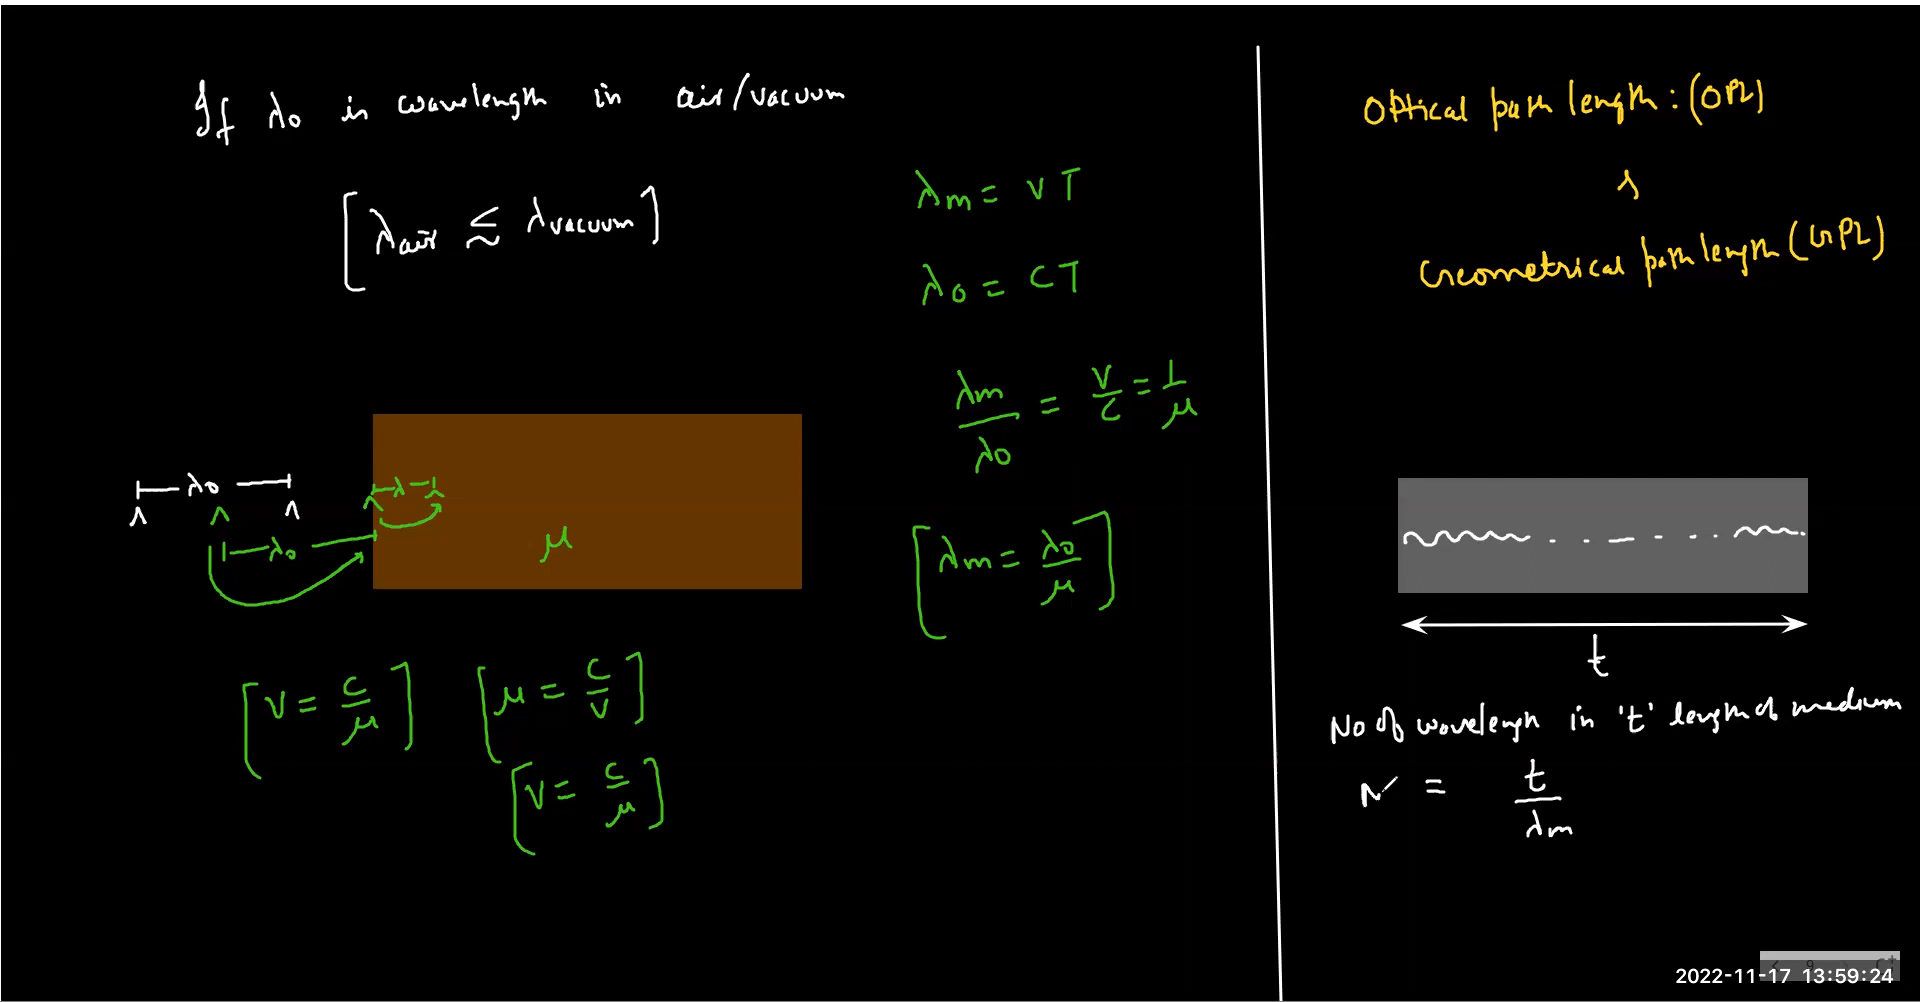 If λo is wavelength in air/vacuum
[λair ≲ λvacuum]
λm = vT
λo = cT
λm/λo = v/c = 1/μ
[λm = λo/μ]
λo
λo
λ
μ
[v = c/μ] [μ = c/v]
[v = c/μ]
Optical path length: (OPL)
&
Geometrical path length (GPL)
t
No of wavelengh in 't' length of medium
N = t/λm
9
2022-11-17 13:59:24